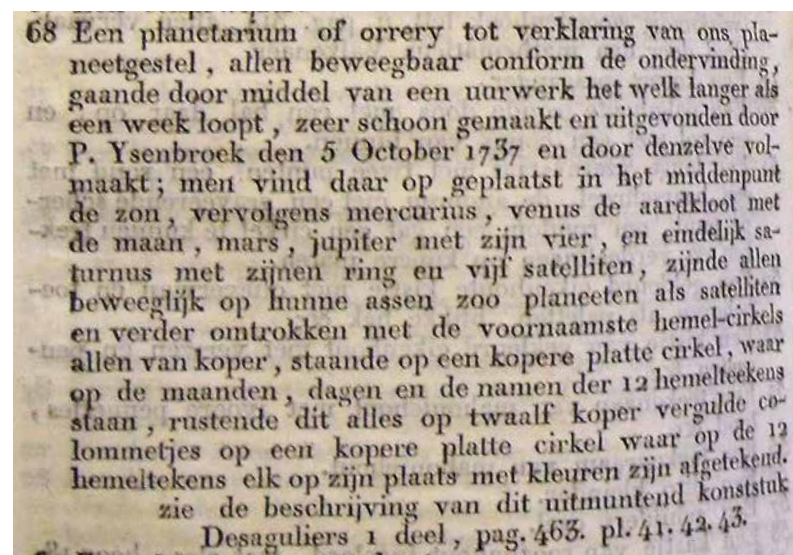 68 Een planetarium of orrery tot verklaring van ons pla-
neetgestel, allen beweegbaar conform de ondervinding,
gaande door middel van een uurwerk het welk langer als
een week loopt, zeer schoon gemaakt en uitgevonden door
P. Ysenbroek den 5 October 1737 en door denzelve vol-
maakt; men vind daar op geplaatst in het middenpunt
de zon, vervolgens mercurius, venus de aardkloot met
de maan, mars, jupiter met zijn vier, en eindelijk sa-
turnus met zijnen ring en vijf satelliten, zijnde allen
beweeglijk op hunne assen zoo planeeten als satelliten
en verder omtrokken met de voornaamste hemel-cirkels
allen van koper, staande op een kopere platte cirkel, waar
op de maanden, dagen en de namen der 12 hemelteekens
staan, rustende dit alles op twaalf koper vergulde co-
lommetjes op een kopere platte cirkel waar op de 12
hemeltekens elk op zijn plaats met kleuren zijn afgetekend.
zie de beschrijving van dit uitmuntend konststuk
Desaguliers 1 deel, pag. 463. pl. 41. 42. 43.